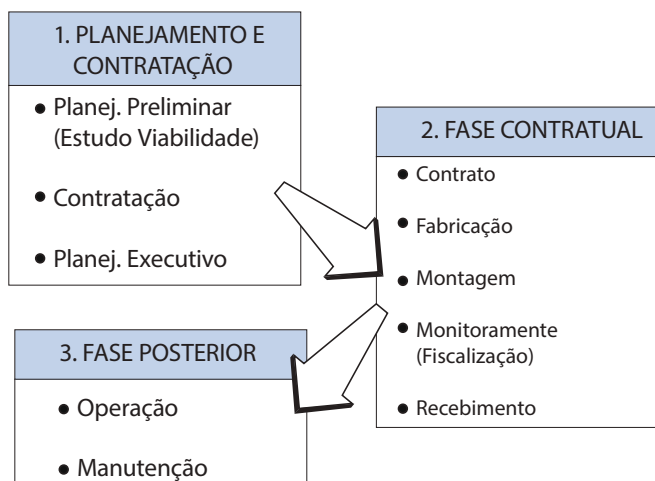 1. PLANEJAMENTO E
CONTRATAÇÃO
• Planej. Preliminar
(Estudo Viabilidade)
• Contratação
• Planej. Executivo
2. FASE CONTRATUAL
• Contrato
• Fabricação
• Montagem
• Monitoramente
(Fiscalização)
• Recebimento
3. FASE POSTERIOR
• Operação
• Manutenção